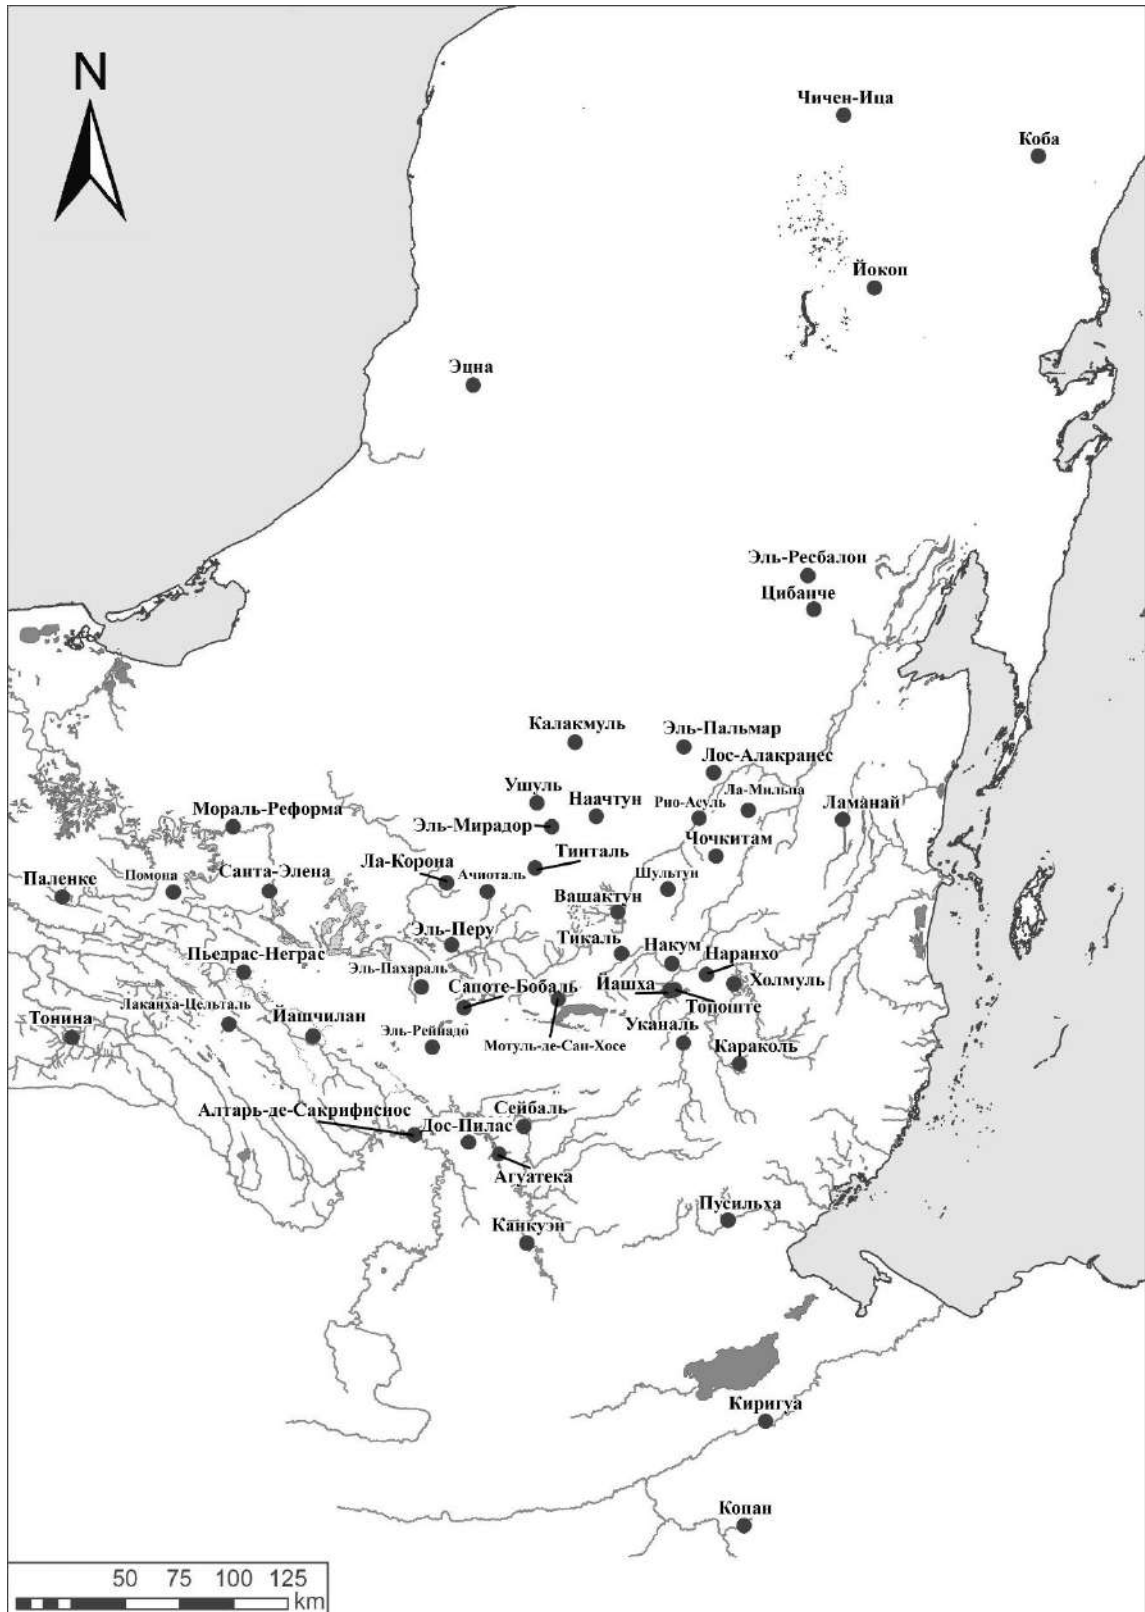 N
Чичен-Ица
Коба
Йокоп
Эцна
Эль-Ресбалон
Цибанче
Калакмуль
Эль-Пальмар
Лос-Алакранес
Ушуль
Наачтун
Рио-Асуль
Ла-Милпа
Ламанай
Мораль-Реформа
Эль-Мирадор
Чочкитам
Тинталь
Ла-Корона
Ачиоталь
Шультун
Паленке
Помона
Санта-Элена
Вашактун
Эль-Перу
Тикаль
Накум
Наранхо
Пьедрас-Неграс
Эль-Пахараль
Сапоте-Бобаль
Йашха
Холмуль
Лаканха-Цельталь
Топоште
Тонина
Йашчилан
Эль-Рейнадо
Мотуль-де-Сан-Хосе
Уканаль
Караколь
Алтарь-де-Сакрифисиос
Сейбаль
Дос-Пилас
Агуатека
Пусильха
Канкуэн
Киригуа
Копан
50 75 100 125
km